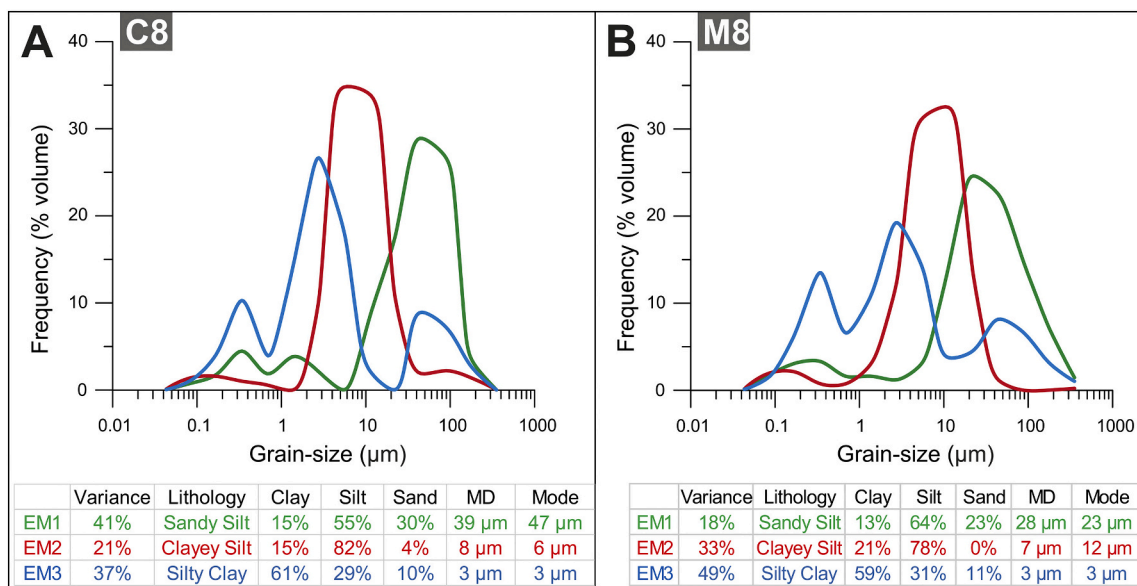 A C8
40
30
20
10
0
Frequency (% volume)
0.01 0.1 1 10 100 1000
Grain-size (µm)
Variance Lithology Clay Silt Sand MD Mode
EM1 41% Sandy Silt 15% 55% 30% 39 µm 47 µm
EM2 21% Clayey Silt 15% 82% 4% 8 µm 6 µm
EM3 37% Silty Clay 61% 29% 10% 3 µm 3 µm
B M8
40
30
20
10
0
Frequency (% volume)
0.01 0.1 1 10 100 1000
Grain-size (µm)
Variance Lithology Clay Silt Sand MD Mode
EM1 18% Sandy Silt 13% 64% 23% 28 µm 23 µm
EM2 33% Clayey Silt 21% 78% 0% 7 µm 12 µm
EM3 49% Silty Clay 59% 31% 11% 3 µm 3 µm